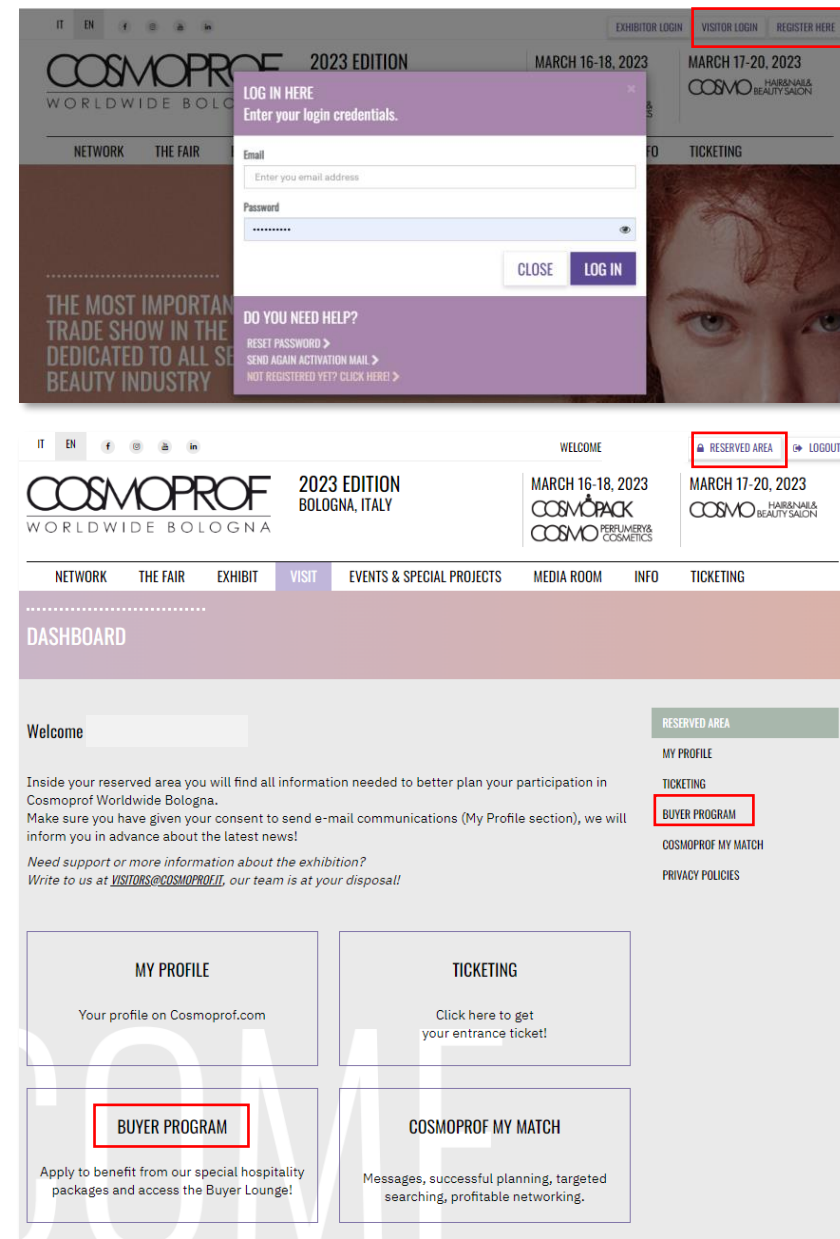 IT EN EXHIBITOR LOGIN VISITOR LOGIN REGISTER HERE
COSMOPROF
WORLDWIDE BOLO
2023 EDITION
MARCH 16-18, 2023
MARCH 17-20, 2023
COSMO HAIR&NAIL& BEAUTY SALON
NETWORK THE FAIR FO TICKETING
LOG IN HERE ×
Enter your login credentials.
Email
Enter you email address
Password
••••••••••
CLOSE LOG IN
DO YOU NEED HELP?
RESET PASSWORD >
SEND AGAIN ACTIVATION MAIL >
NOT REGISTERED YET? CLICK HERE! >
THE MOST IMPORTAN
TRADE SHOW IN THE
DEDICATED TO ALL SE
BEAUTY INDUSTRY
IT EN WELCOME RESERVED AREA LOGOUT
COSMOPROF
WORLDWIDE BOLOGNA
2023 EDITION
BOLOGNA, ITALY
MARCH 16-18, 2023
COSMOPACK
COSMO PERFUMERY& COSMETICS
MARCH 17-20, 2023
COSMO HAIR&NAIL& BEAUTY SALON
NETWORK THE FAIR EXHIBIT VISIT EVENTS & SPECIAL PROJECTS MEDIA ROOM INFO TICKETING
DASHBOARD
Welcome
Inside your reserved area you will find all information needed to better plan your participation in
Cosmoprof Worldwide Bologna.
Make sure you have given your consent to send e-mail communications (My Profile section), we will
inform you in advance about the latest news!
Need support or more information about the exhibition?
Write to us at VISITORS@COSMOPROF.IT, our team is at your disposal!
RESERVED AREA
MY PROFILE
TICKETING
BUYER PROGRAM
COSMOPROF MY MATCH
PRIVACY POLICIES
MY PROFILE
Your profile on Cosmoprof.com
TICKETING
Click here to get
your entrance ticket!
BUYER PROGRAM
Apply to benefit from our special hospitality
packages and access the Buyer Lounge!
COSMOPROF MY MATCH
Messages, successful planning, targeted
searching, profitable networking.
COME